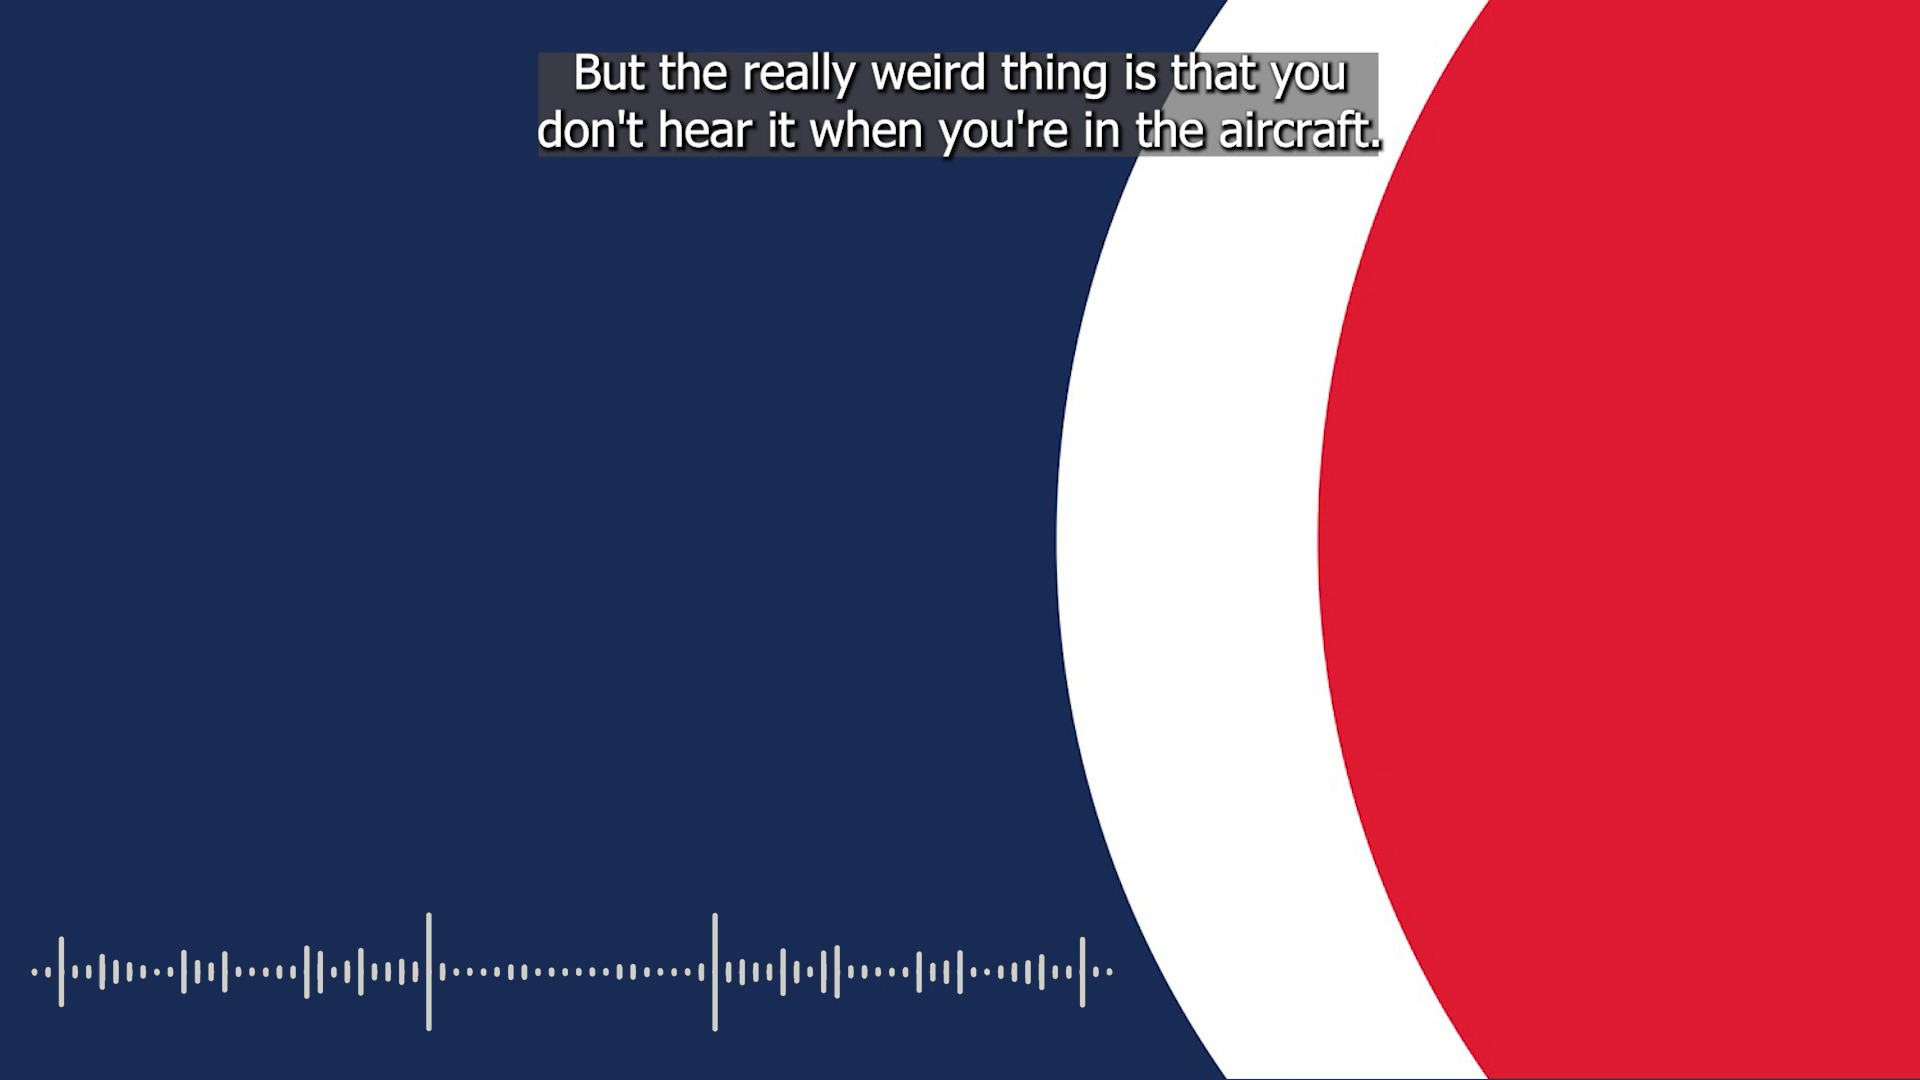 But the really weird thing is that you
don't hear it when you're in the aircraft.